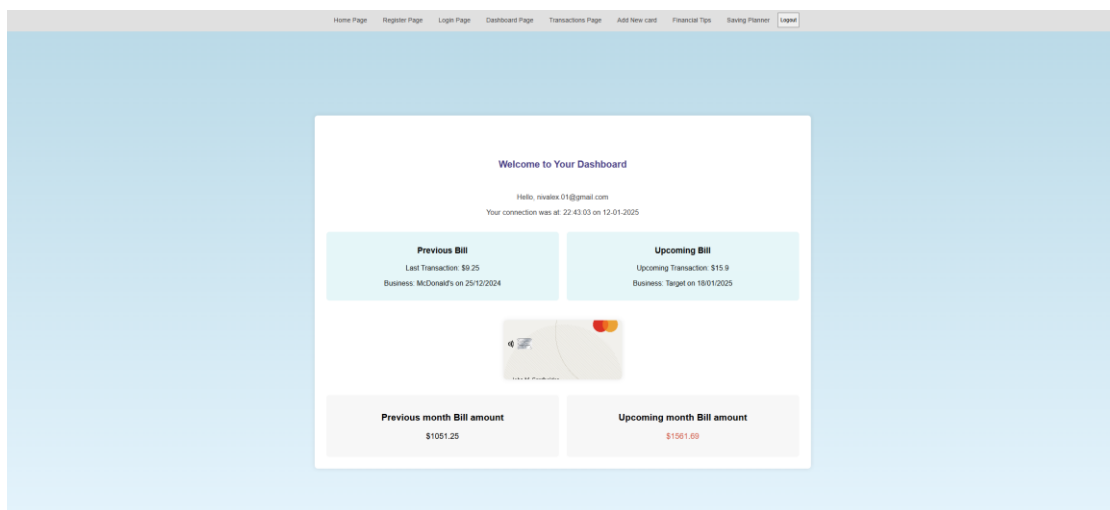 Home Page Register Page Login Page Dashboard Page Transactions Page Add New card Financial Tips Saving Planner Logout
Welcome to Your Dashboard
Hello, nivalex.01@gmail.com
Your connection was at: 22:43:03 on 12-01-2025
Previous Bill
Last Transaction: $9.25
Business: McDonald's on 25/12/2024
Upcoming Bill
Upcoming Transaction: $15.9
Business: Target on 18/01/2025
Previous month Bill amount
$1051.25
Upcoming month Bill amount
$1561.69